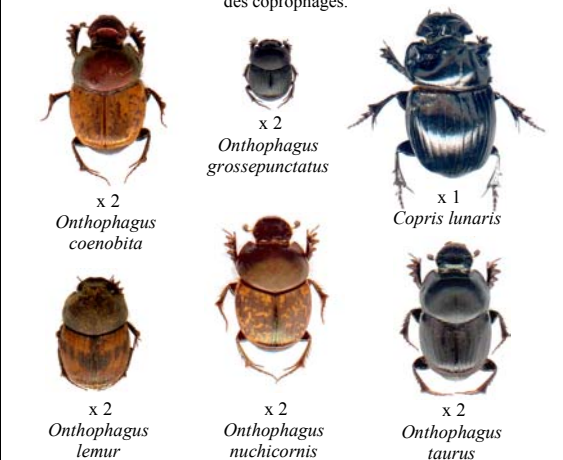 des coprophages.
x 2
Onthophagus
coenobita
x 2
Onthophagus
grossepunctatus
x 1
Copris lunaris
x 2
Onthophagus
lemur
x 2
Onthophagus
nuchicornis
x 2
Onthophagus
taurus